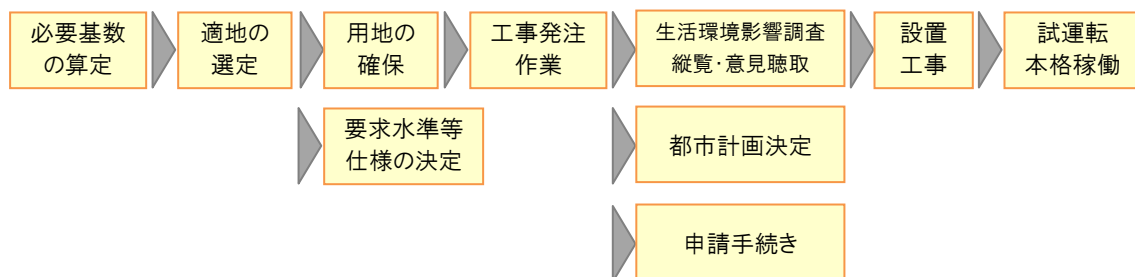 必要基数
の算定
適地の
選定
用地の
確保
工事発注
作業
生活環境影響調査
縦覧・意見聴取
設置
工事
試運転
本格稼働
要求水準等
仕様の決定
都市計画決定
申請手続き